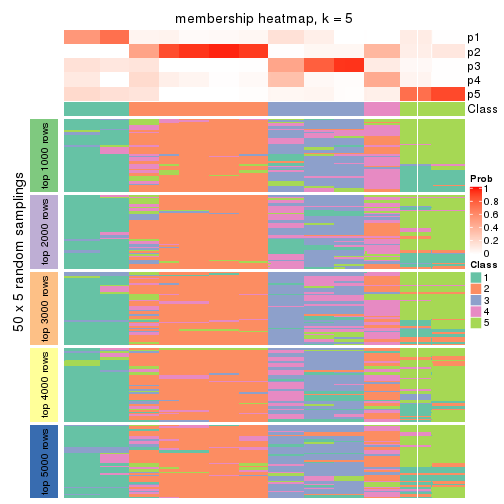 membership heatmap, k = 5
p1
p2
p3
p4
p5
Class
50 x 5 random samplings
top 1000 rows
top 2000 rows
top 3000 rows
top 4000 rows
top 5000 rows
Prob
1
0.8
0.6
0.4
0.2
0
Class
1
2
3
4
5